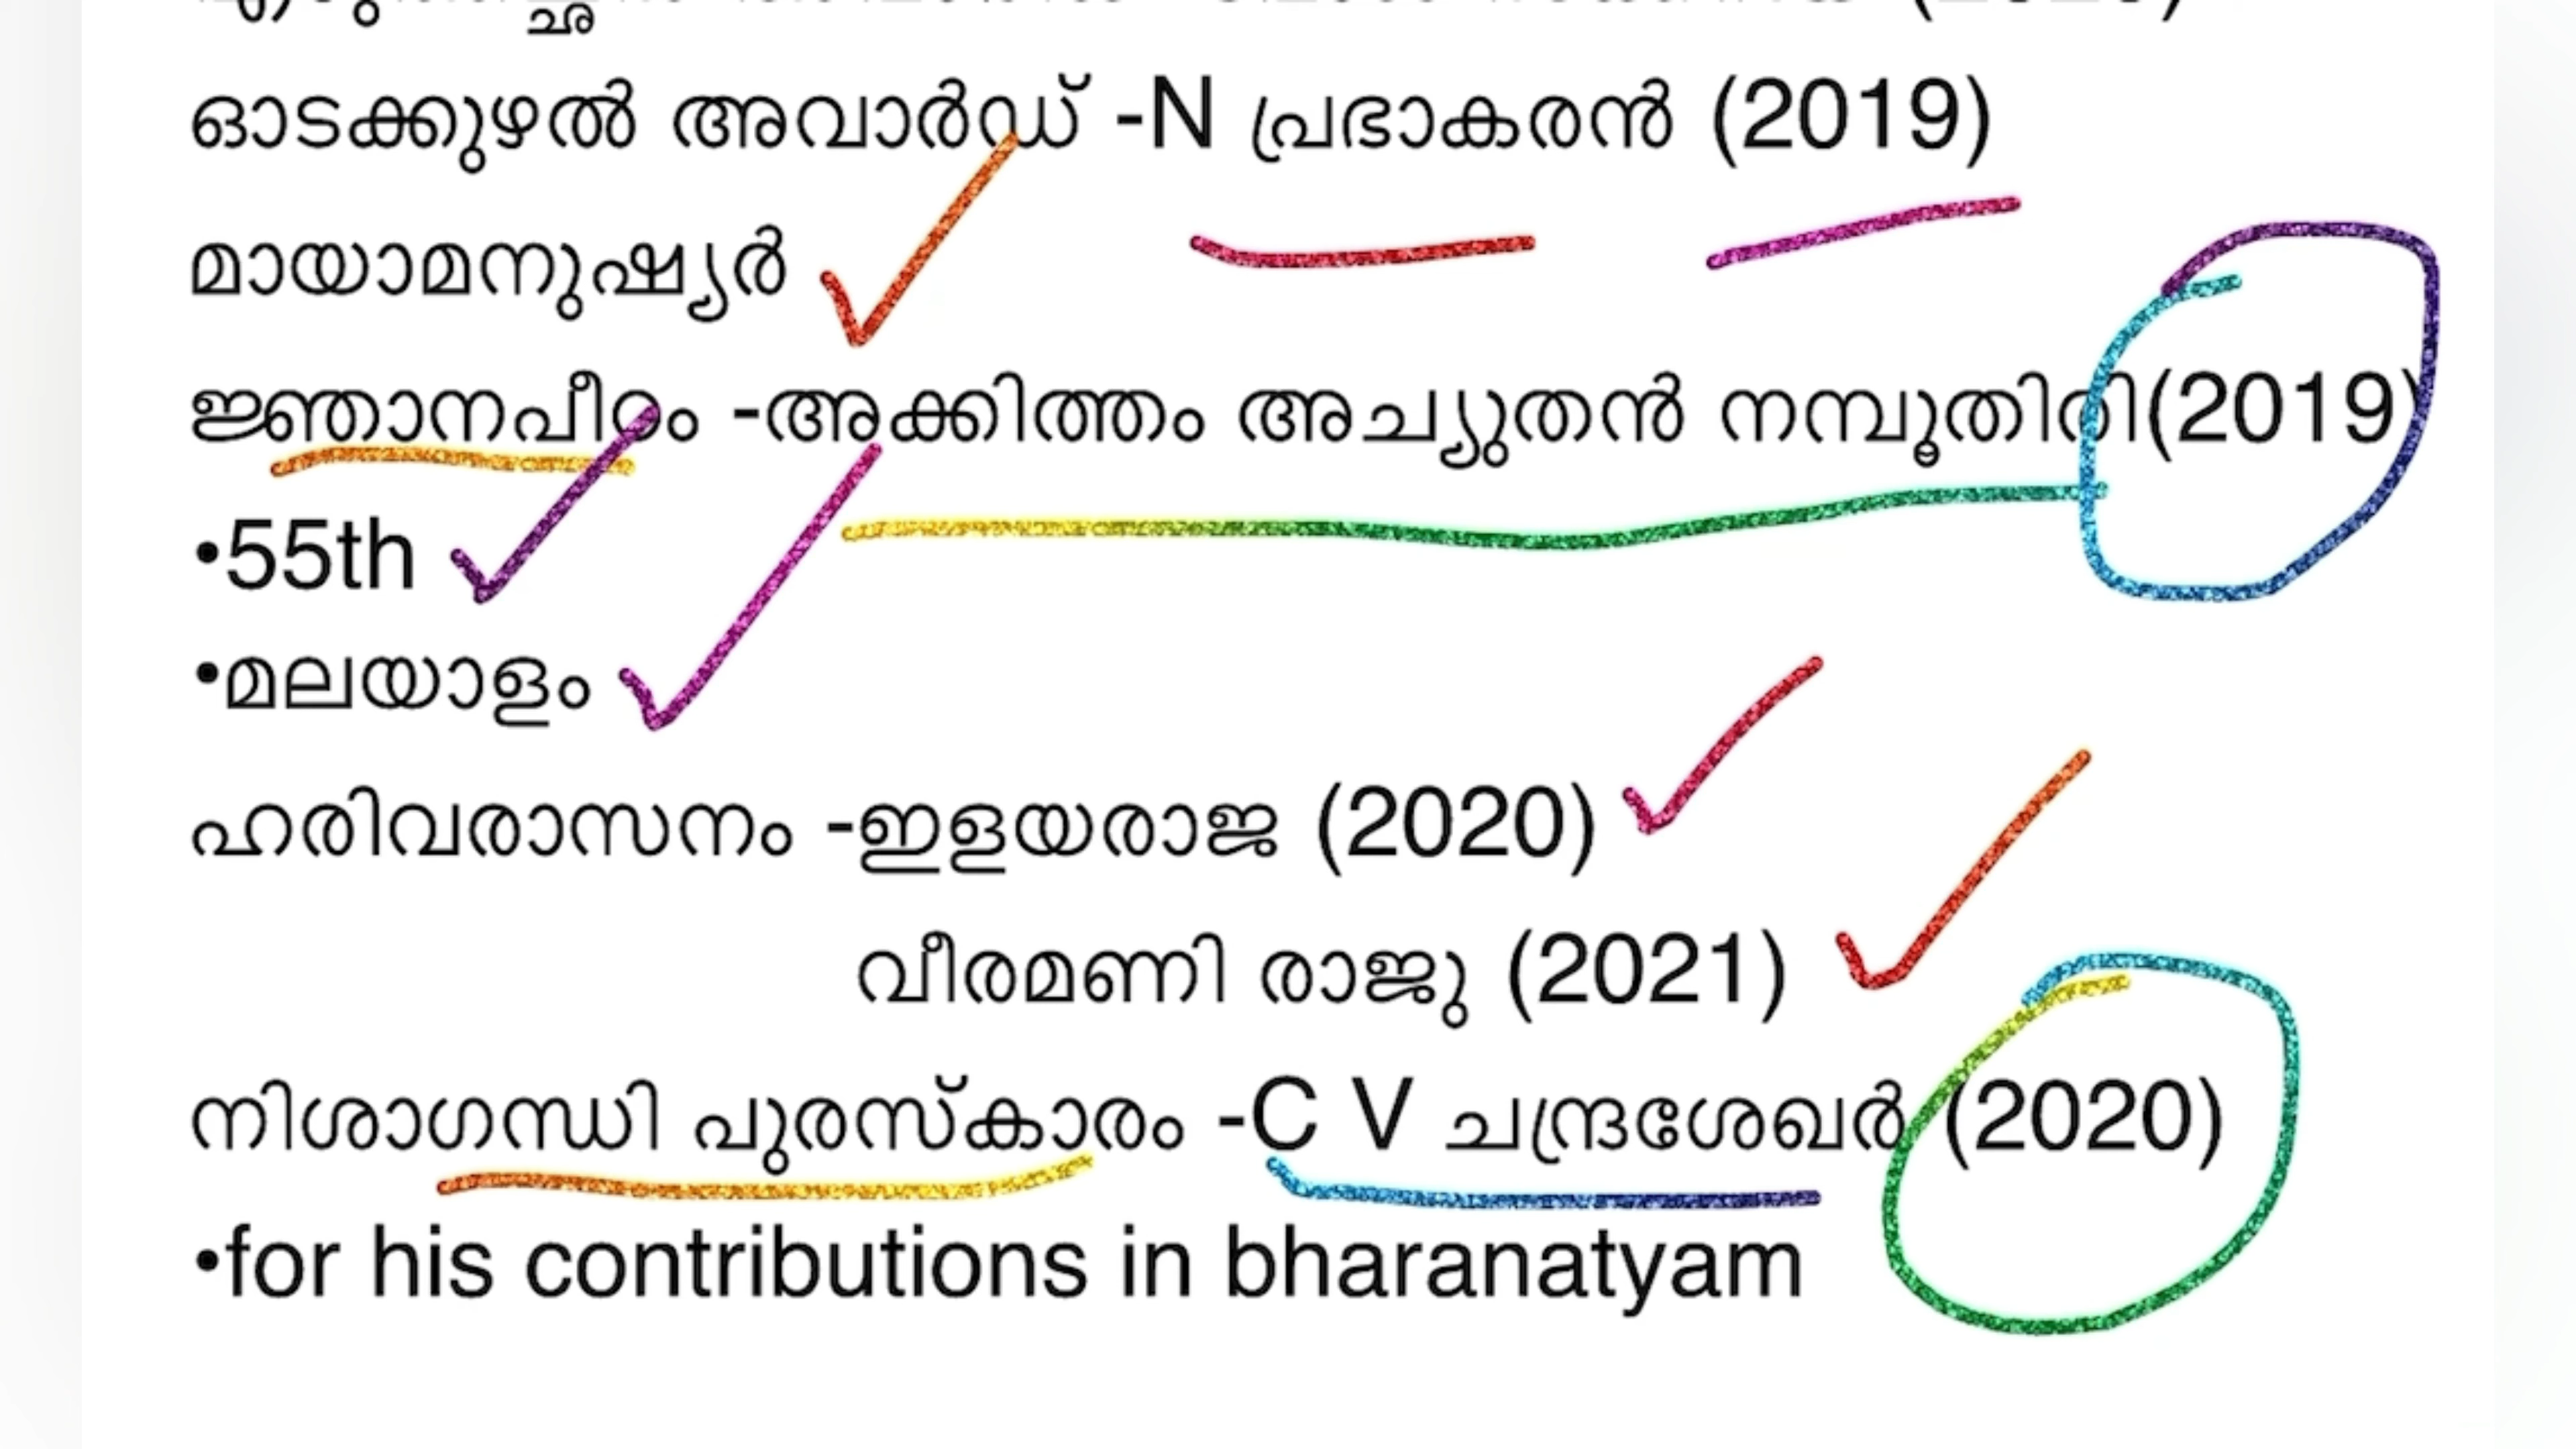 ഓടക്കുഴൽ അവാർഡ് -N പ്രഭാകരൻ (2019)
മായാമനുഷ്യർ
ജ്ഞാനപീഠം -അക്കിത്തം അച്യുതൻ നമ്പൂതിരി(2019)
•55th
•മലയാളം
ഹരിവരാസനം -ഇളയരാജ (2020)
വീരമണി രാജു (2021)
നിശാഗന്ധി പുരസ്കാരം -C V ചന്ദ്രശേഖർ (2020)
•for his contributions in bharanatyam